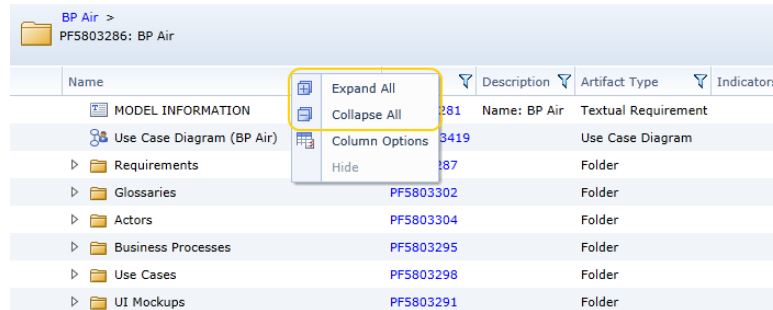 BP Air >
PF5803286: BP Air
Name Description Artifact Type Indicators
MODEL INFORMATION 281 Name: BP Air Textual Requirement
Use Case Diagram (BP Air) 3419 Use Case Diagram
Requirements 287 Folder
Expand All
Collapse All
Column Options
Hide
Glossaries PF5803302 Folder
Actors PF5803304 Folder
Business Processes PF5803295 Folder
Use Cases PF5803298 Folder
UI Mockups PF5803291 Folder